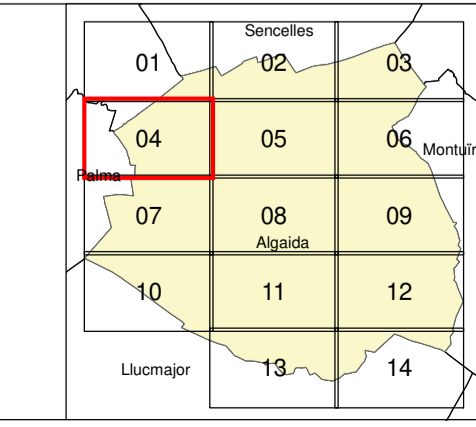 Sencelles
01 02 03
04 05 06
Montuïr
Palma
07 08 09
Algaida
10 11 12
Llucmajor
13 14